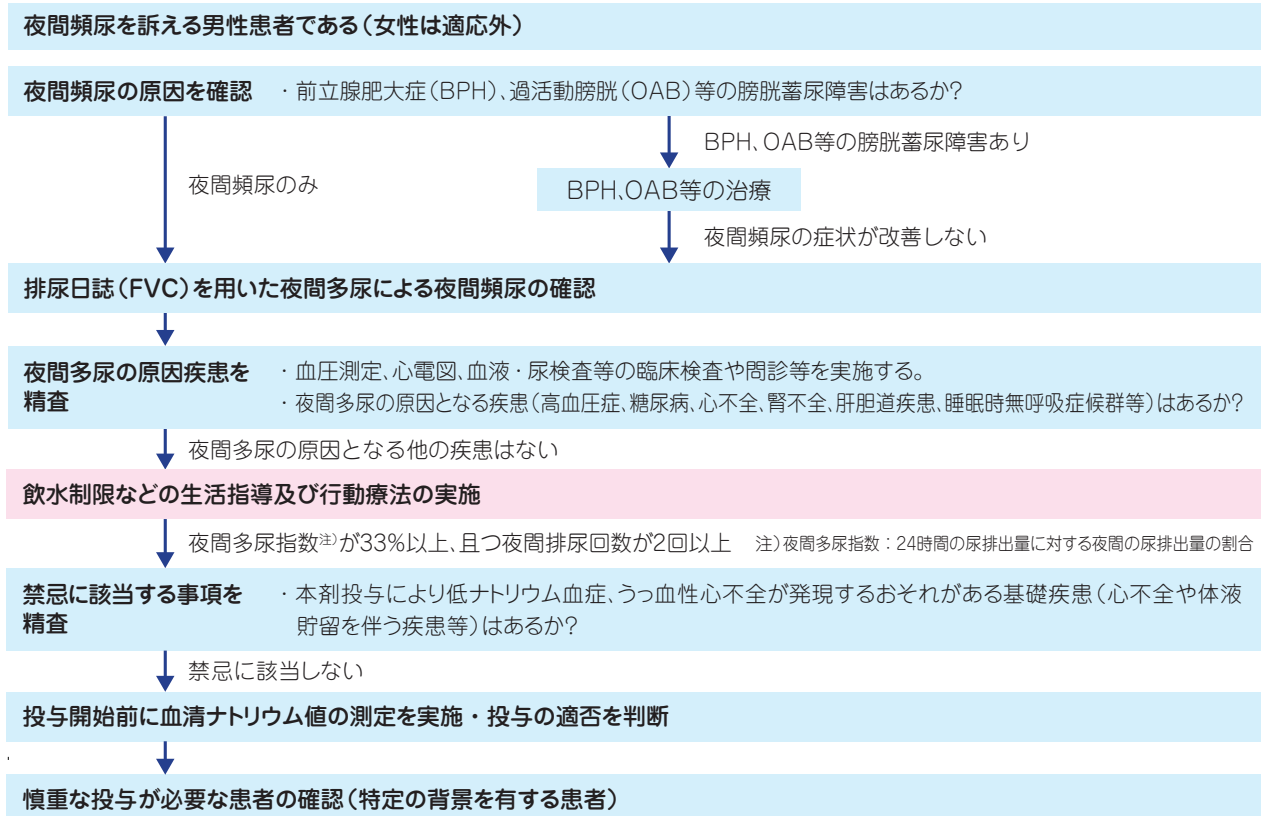 夜間頻尿を訴える男性患者である（女性は適応外）
夜間頻尿の原因を確認 ・前立腺肥大症（BPH）、過活動膀胱（OAB）等の膀胱蓄尿障害はあるか？
BPH、OAB等の膀胱蓄尿障害あり
夜間頻尿のみ
BPH、OAB等の治療
夜間頻尿の症状が改善しない
排尿日誌（FVC）を用いた夜間多尿による夜間頻尿の確認
夜間多尿の原因疾患を ・血圧測定、心電図、血液・尿検査等の臨床検査や問診等を実施する。
精査 ・夜間多尿の原因となる疾患（高血圧症、糖尿病、心不全、腎不全、肝胆道疾患、睡眠時無呼吸症候群等）はあるか？
夜間多尿の原因となる他の疾患はない
飲水制限などの生活指導及び行動療法の実施
夜間多尿指数注）が33％以上、且つ夜間排尿回数が2回以上 注）夜間多尿指数：24時間の尿排出量に対する夜間の尿排出量の割合
禁忌に該当する事項を ・本剤投与により低ナトリウム血症、うっ血性心不全が発現するおそれがある基礎疾患（心不全や体液
精査 貯留を伴う疾患等）はあるか？
禁忌に該当しない
投与開始前に血清ナトリウム値の測定を実施・投与の適否を判断
慎重な投与が必要な患者の確認（特定の背景を有する患者）